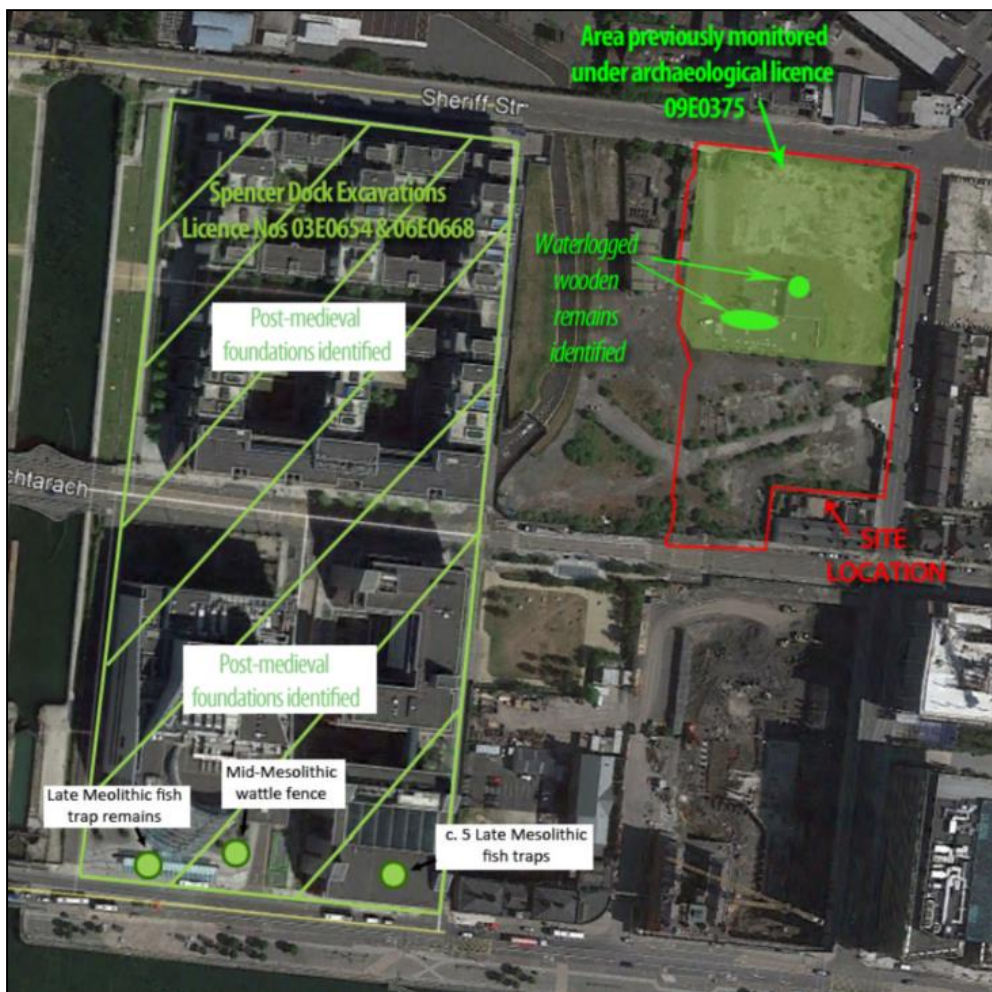 Area previously monitored
under archaeological licence
09E0375
Sheriff Str
Spencer Dock Excavations
Licence Nos 03E0654 & 06E0668
Waterlogged
wooden
remains
identified
Post-medieval
foundations identified
chtarach
SITE
LOCATION
Post-medieval
foundations identified
Mid-Mesolithic
wattle fence
Late Meolithic fish
trap remains
c. 5 Late Mesolithic
fish traps